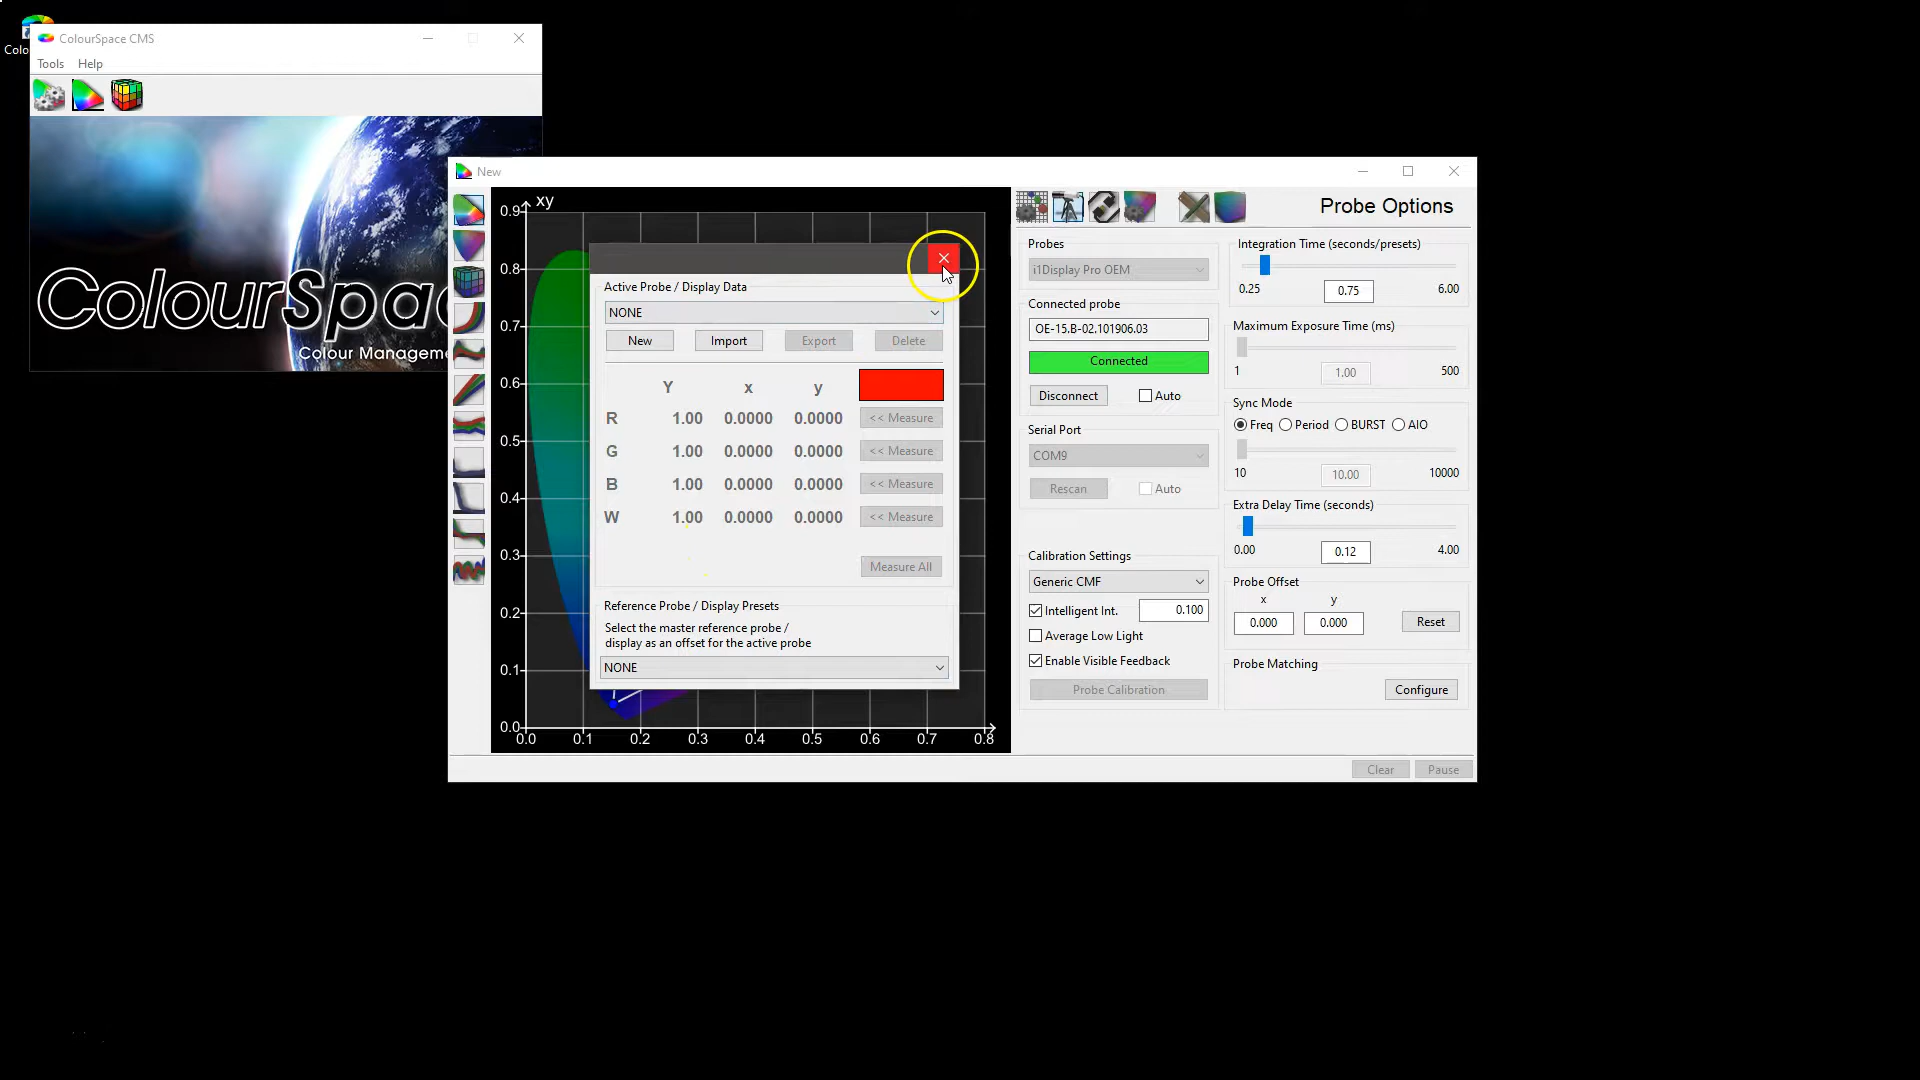 Colo
ColourSpace CMS
Tools Help
ColourSpac
Colour Manageme
New
xy
0.9
0.8
0.7
0.6
0.5
0.4
0.3
0.2
0.1
0.0
0.0 0.1 0.2 0.3 0.4 0.5 0.6 0.7 0.8
Active Probe / Display Data
NONE
New Import Export Delete
Y x y
R 1.00 0.0000 0.0000 << Measure
G 1.00 0.0000 0.0000 << Measure
B 1.00 0.0000 0.0000 << Measure
W 1.00 0.0000 0.0000 << Measure
Measure All
Reference Probe / Display Presets
Select the master reference probe /
display as an offset for the active probe
NONE
Probe Options
Probes
i1Display Pro OEM
Connected probe
OE-15.B-02.101906.03
Connected
Disconnect Auto
Serial Port
COM9
Rescan Auto
Calibration Settings
Generic CMF
Intelligent Int. 0.100
Average Low Light
Enable Visible Feedback
Probe Calibration
Integration Time (seconds/presets)
0.25 0.75 6.00
Maximum Exposure Time (ms)
1 1.00 500
Sync Mode
Freq Period BURST AIO
10 10.00 10000
Extra Delay Time (seconds)
0.00 0.12 4.00
Probe Offset
x y
0.000 0.000 Reset
Probe Matching
Configure
Clear Pause